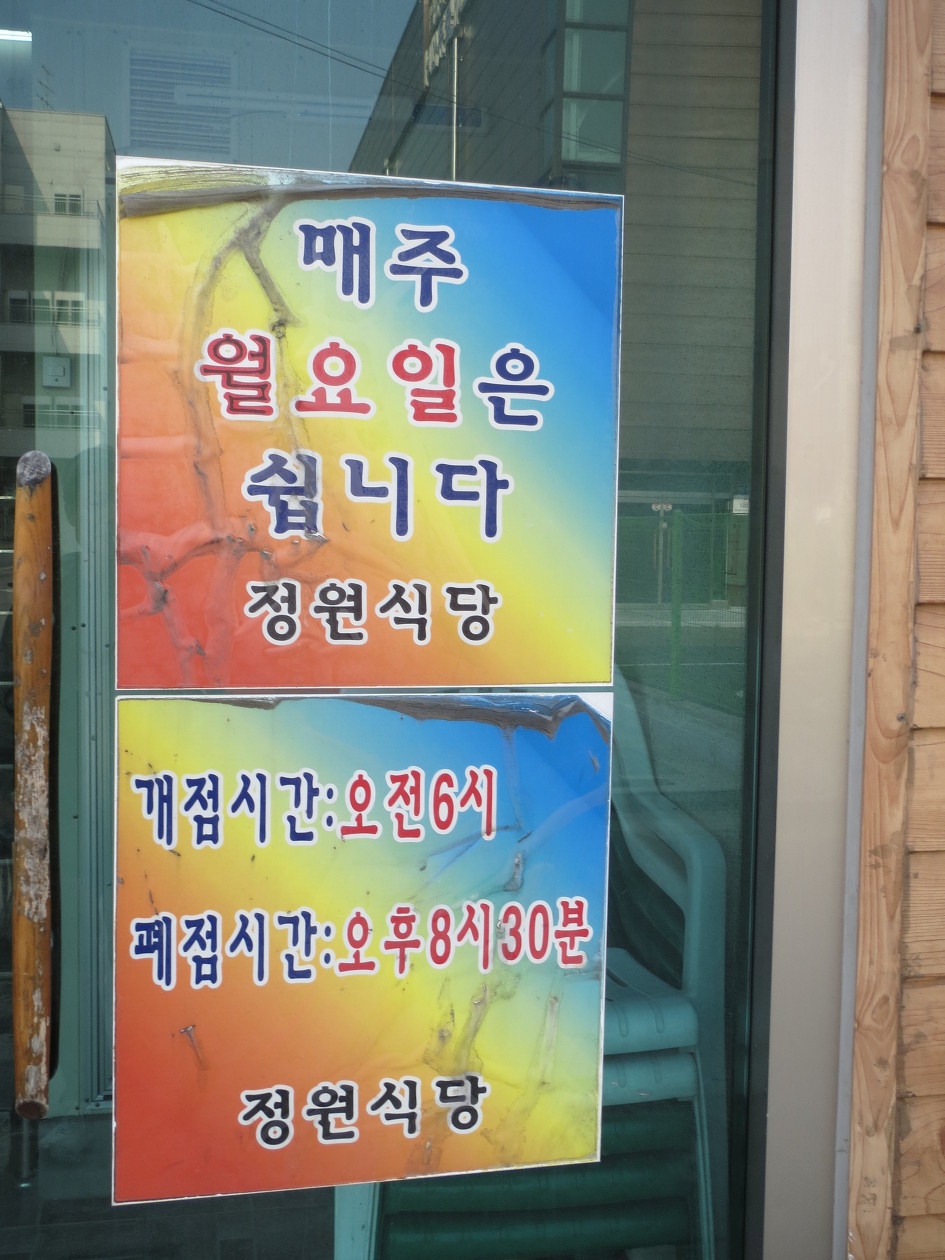 매주
월요일은
쉽니다
정원식당
개점시간:오전6시
폐점시간:오후8시30분
정원식당